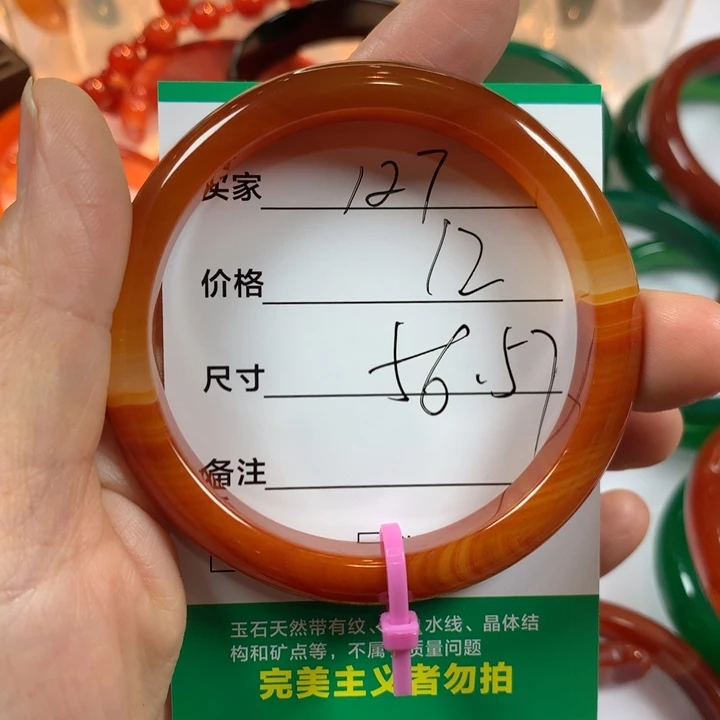 买家 127
价格 12
尺寸 56.57
备注
玉石天然带有纹、水线、晶体结
构和矿点等,不属质量问题
完美主义者勿拍